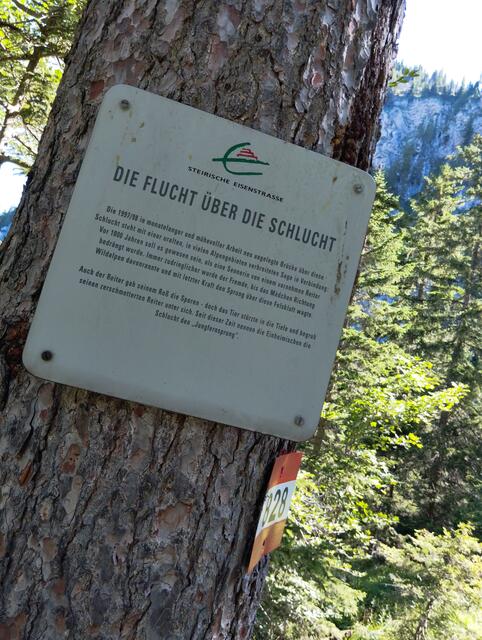 STEIRISCHE EISENSTRASSE
DIE FLUCHT ÜBER DIE SCHLUCHT
Die 1997/98 in monatelanger und mühevoller Arbeit neu angelegte Brücke über diese
Schlucht steht mit einer uralten, in vielen Alpengebieten verbreiteten Sage in Verbindung
Vor 1000 Jahren soll es gewesen sein, als eine Sennerin von einem vornehmen Reiter
bedrängt wurde. Immer zudringlicher wurde der Fremde, bis das Mädchen Richtung
Wildalpen davonrannte und mit letzter Kraft den Sprung über diese Felskluft wagte.
Auch der Reiter gab seinem Roß die Sporen - doch das Tier stürzte in die Tiefe und begrub
seinen zerschmetterten Reiter unter sich. Seit dieser Zeit nennen die Einheimischen die
Schlucht des „Jungfernsprung".
328